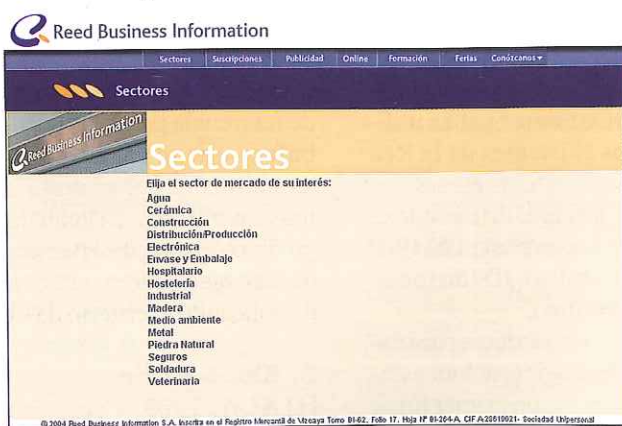 Reed Business Information
Sectores Suscripciones Publicidad Online Formación Ferias Conózcanos
Sectores
Reed Business Information
Sectores
Elija el sector de mercado de su interés:
Agua
Cerámica
Construcción
Distribución/Producción
Electrónica
Envase y Embalaje
Hospitalario
Hostelería
Industrial
Madera
Medio ambiente
Metal
Piedra Natural
Seguros
Soldadura
Veterinaria
© 2004 Reed Business Information S.A. Inscrita en el Registro Mercantil de Vizcaya Tomo BI-62, Folio 17, Hoja Nº BI-264-A, CIF Sociedad Unipersonal